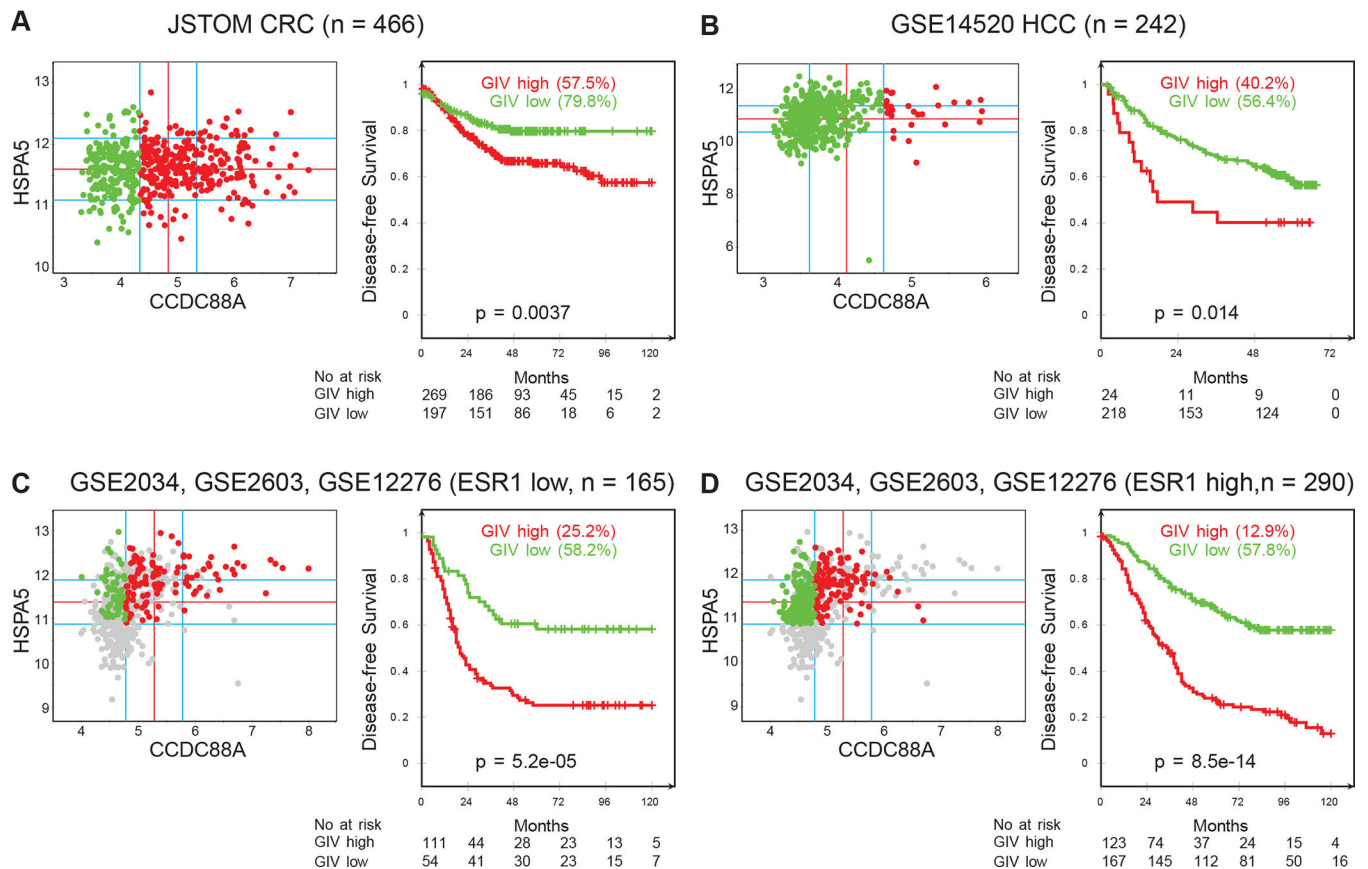 A
JSTOM CRC (n = 466)
13
12
11
10
HSPA5
3 4 5 6 7
CCDC88A
1
0.8
0.6
0.4
0.2
0
Disease-free Survival
GIV high (57.5%)
GIV low (79.8%)
p = 0.0037
0 24 48 72 96 120
No at risk Months
GIV high 269 186 93 45 15 2
GIV low 197 151 86 18 6 2
B
GSE14520 HCC (n = 242)
12
10
8
6
HSPA5
3 4 5 6
CCDC88A
1
0.8
0.6
0.4
0.2
0
Disease-free Survival
GIV high (40.2%)
GIV low (56.4%)
p = 0.014
0 24 48 72
No at risk Months
GIV high 24 11 9 0
GIV low 218 153 124 0
C
GSE2034, GSE2603, GSE12276 (ESR1 low, n = 165)
13
12
11
10
9
HSPA5
4 5 6 7 8
CCDC88A
1
0.8
0.6
0.4
0.2
0
Disease-free Survival
GIV high (25.2%)
GIV low (58.2%)
p = 5.2e-05
0 24 48 72 96 120
No at risk Months
GIV high 111 44 28 23 13 5
GIV low 54 41 30 23 15 7
D
GSE2034, GSE2603, GSE12276 (ESR1 high,n = 290)
13
12
11
10
9
HSPA5
4 5 6 7 8
CCDC88A
1
0.8
0.6
0.4
0.2
0
Disease-free Survival
GIV high (12.9%)
GIV low (57.8%)
p = 8.5e-14
0 24 48 72 96 120
No at risk Months
GIV high 123 74 37 24 15 4
GIV low 167 145 112 81 50 16